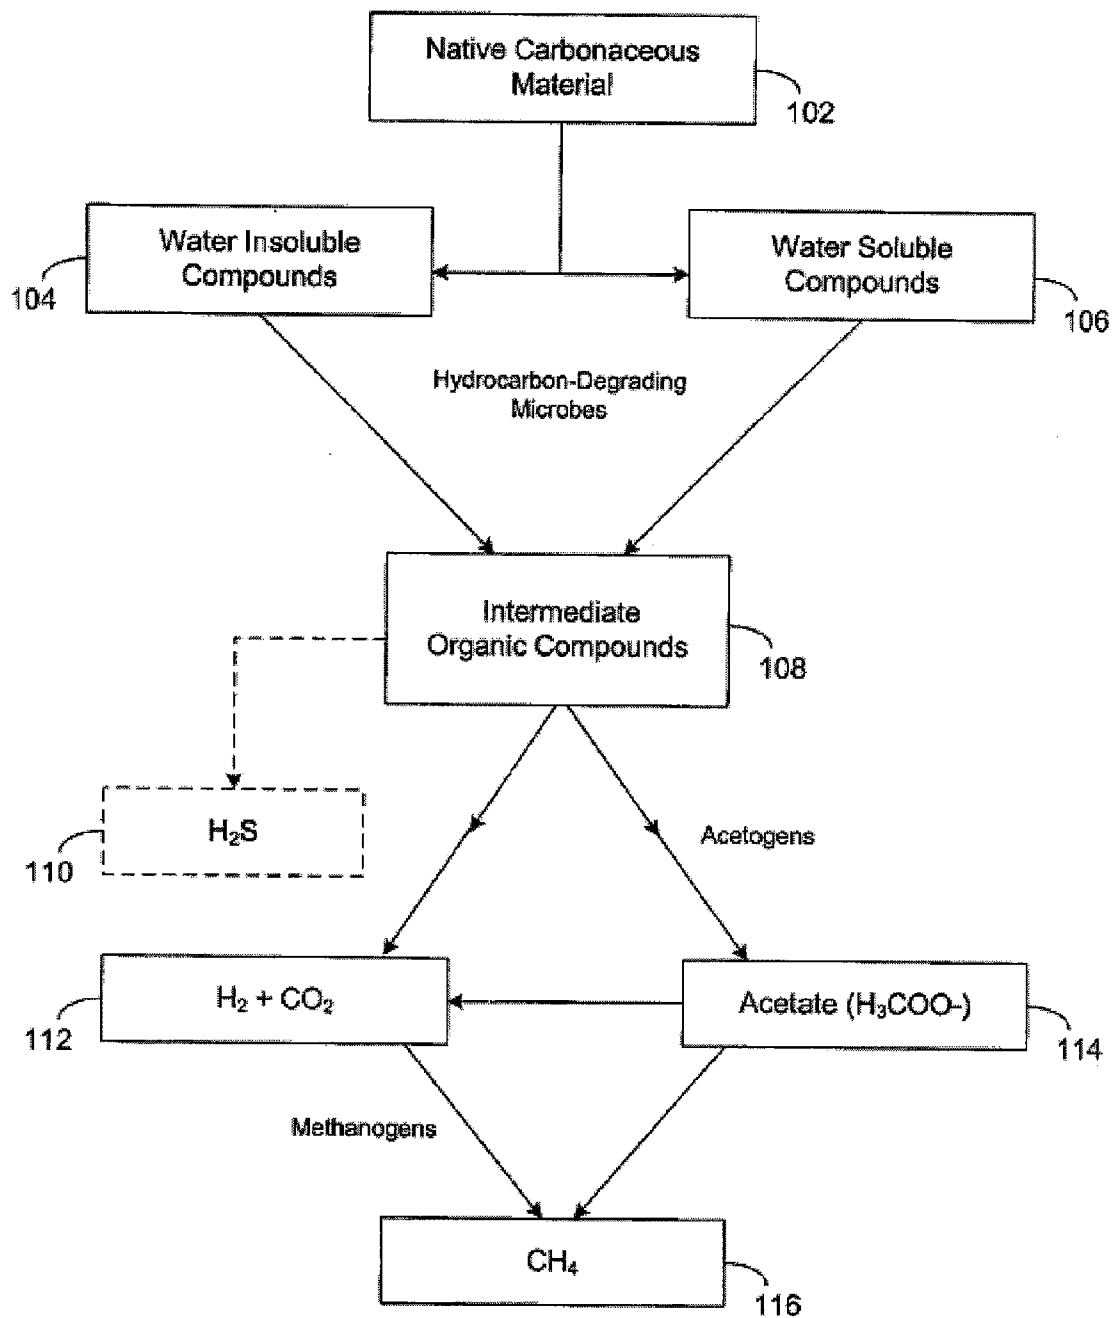 Native Carbonaceous
Material
102
Water Insoluble
Compounds
104
Water Soluble
Compounds
106
Hydrocarbon-Degrading
Microbes
Intermediate
Organic Compounds
108
H₂S
110
Acetogens
H₂ + CO₂
112
Acetate (H₃COO-)
114
Methanogens
CH₄
116